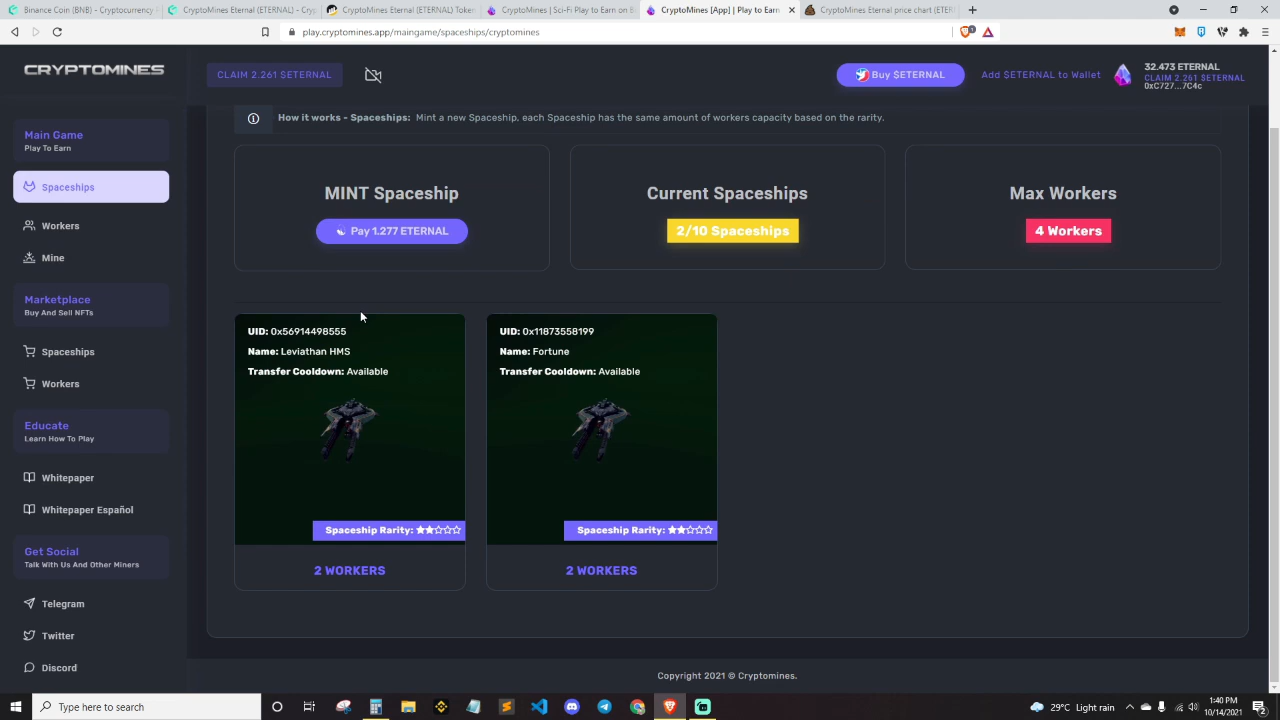 Binance Coin (BNB) - Cryptocurrency
CryptoMines Eternal (ETERNAL) - Cryp
CryptoMines Eternal (ETERNAL) Token
CryptoMines | Sci-Fi Play to Earn on B
CryptoMines [App] | Play to Earn
CryptoMines Eternal price chart (ETER
play.cryptomines.app/maingame/spaceships/cryptomines
CRYPTOMINES
CLAIM 2.261 $ETERNAL
Buy $ETERNAL
Add $ETERNAL to Wallet
32.473 ETERNAL
CLAIM 2.261 $ETERNAL
0xC727...7C4c
Main Game
Play To Earn
Spaceships
Workers
Mine
Marketplace
Buy And Sell NFTs
Spaceships
Workers
Educate
Learn How To Play
Whitepaper
Whitepaper Español
Get Social
Talk With Us And Other Miners
Telegram
Twitter
Discord
How it works - Spaceships: Mint a new Spaceship, each Spaceship has the same amount of workers capacity based on the rarity.
MINT Spaceship
Pay 1.277 ETERNAL
Current Spaceships
2/10 Spaceships
Max Workers
4 Workers
UID: 0x56914498555
Name: Leviathan HMS
Transfer Cooldown: Available
Spaceship Rarity: ★★☆☆☆
2 WORKERS
UID: 0x11873558199
Name: Fortune
Transfer Cooldown: Available
Spaceship Rarity: ★★☆☆☆
2 WORKERS
Copyright 2021 © Cryptomines.
Type here to search
29°C Light rain
1:40 PM
10/14/2021